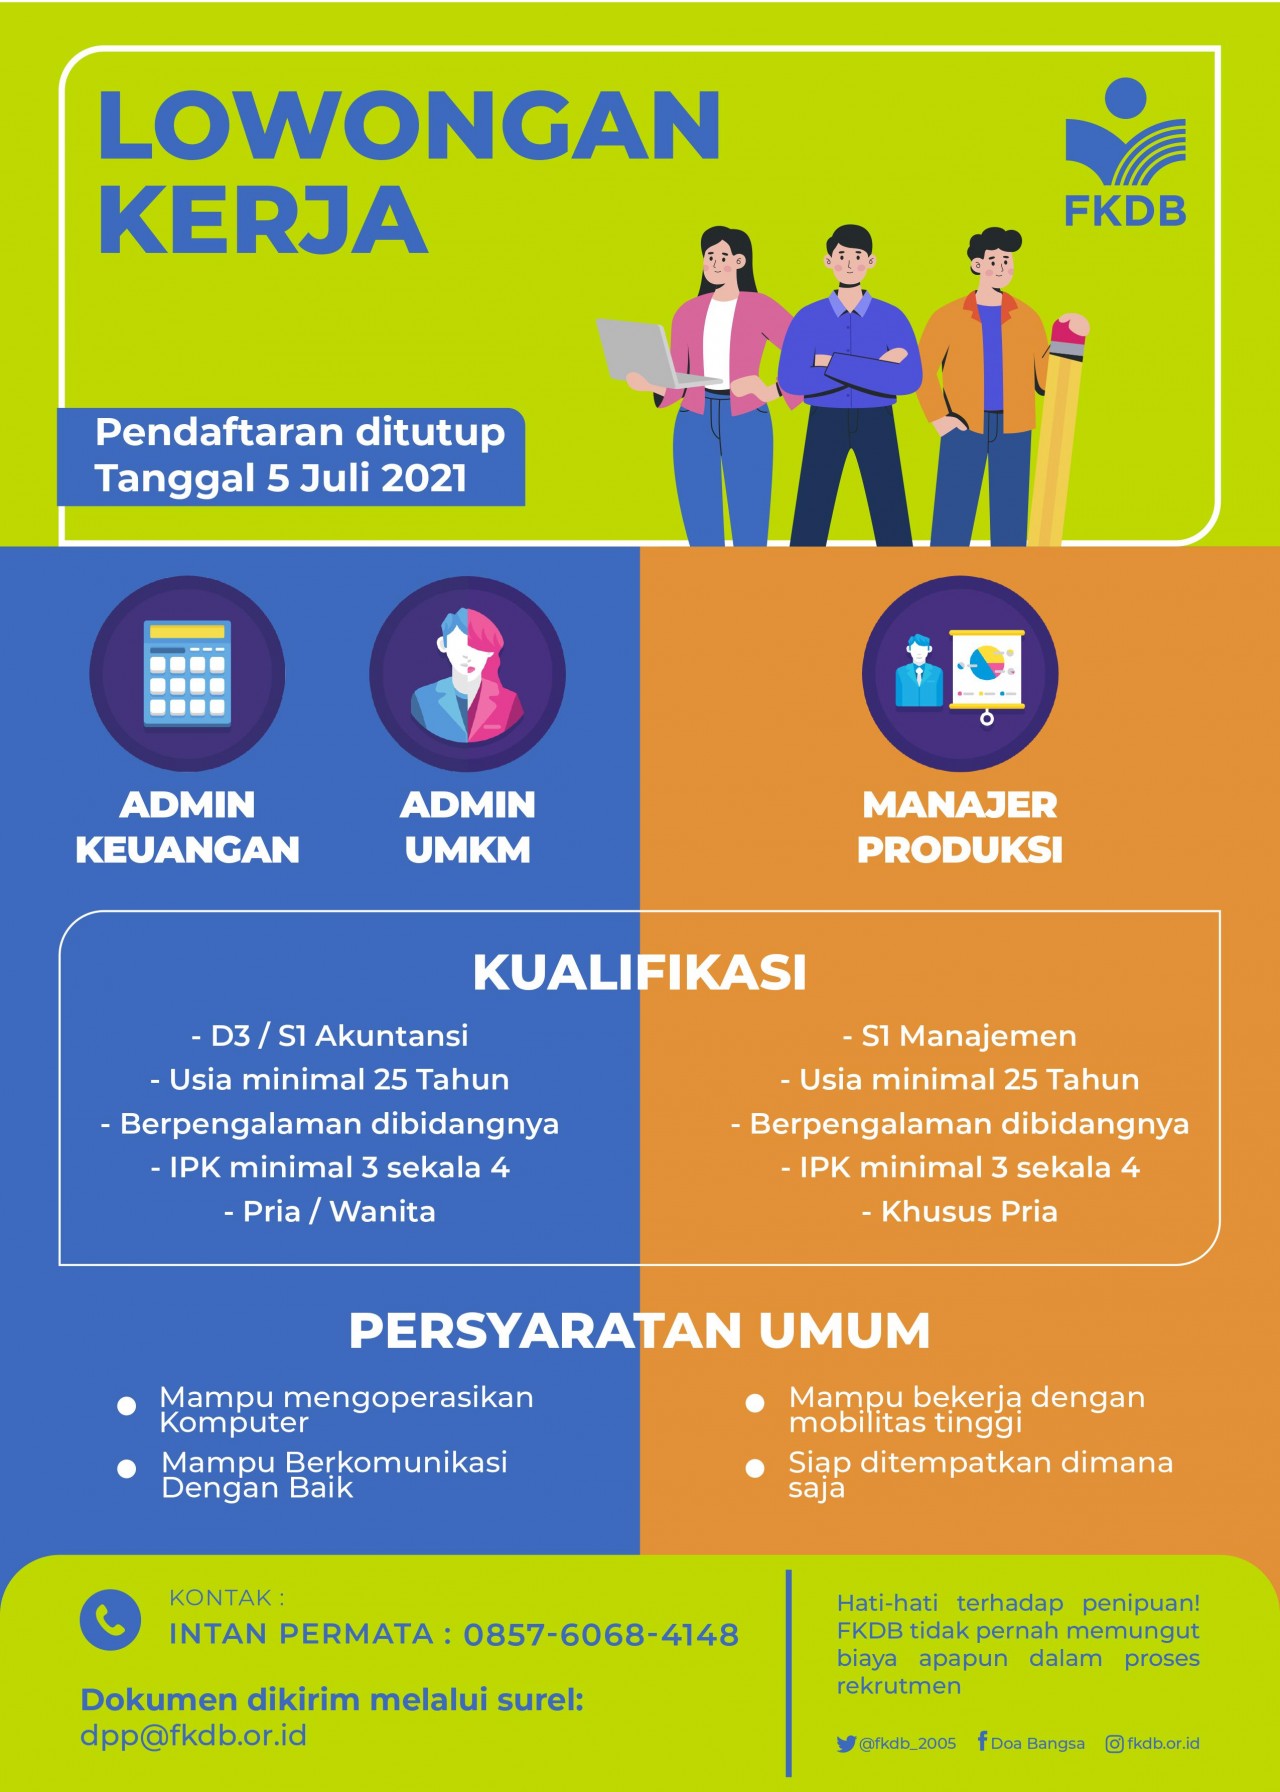 LOWONGAN
KERJA
FKDB
Pendaftaran ditutup
Tanggal 5 Juli 2021
ADMIN
KEUANGAN
ADMIN
UMKM
MANAJER
PRODUKSI
KUALIFIKASI
- D3 / S1 Akuntansi
- Usia minimal 25 Tahun
- Berpengalaman dibidangnya
- IPK minimal 3 sekala 4
- Pria / Wanita
- S1 Manajemen
- Usia minimal 25 Tahun
- Berpengalaman dibidangnya
- IPK minimal 3 sekala 4
- Khusus Pria
PERSYARATAN UMUM
Mampu mengoperasikan
Komputer
Mampu Berkomunikasi
Dengan Baik
Mampu bekerja dengan
mobilitas tinggi
Siap ditempatkan dimana
saja
KONTAK :
INTAN PERMATA : 0857-6068-4148
Dokumen dikirim melalui surel:
dpp@fkdb.or.id
Hati-hati terhadap penipuan!
FKDB tidak pernah memungut
biaya apapun dalam proses
rekrutmen
@fkdb_2005 Doa Bangsa fkdb.or.id